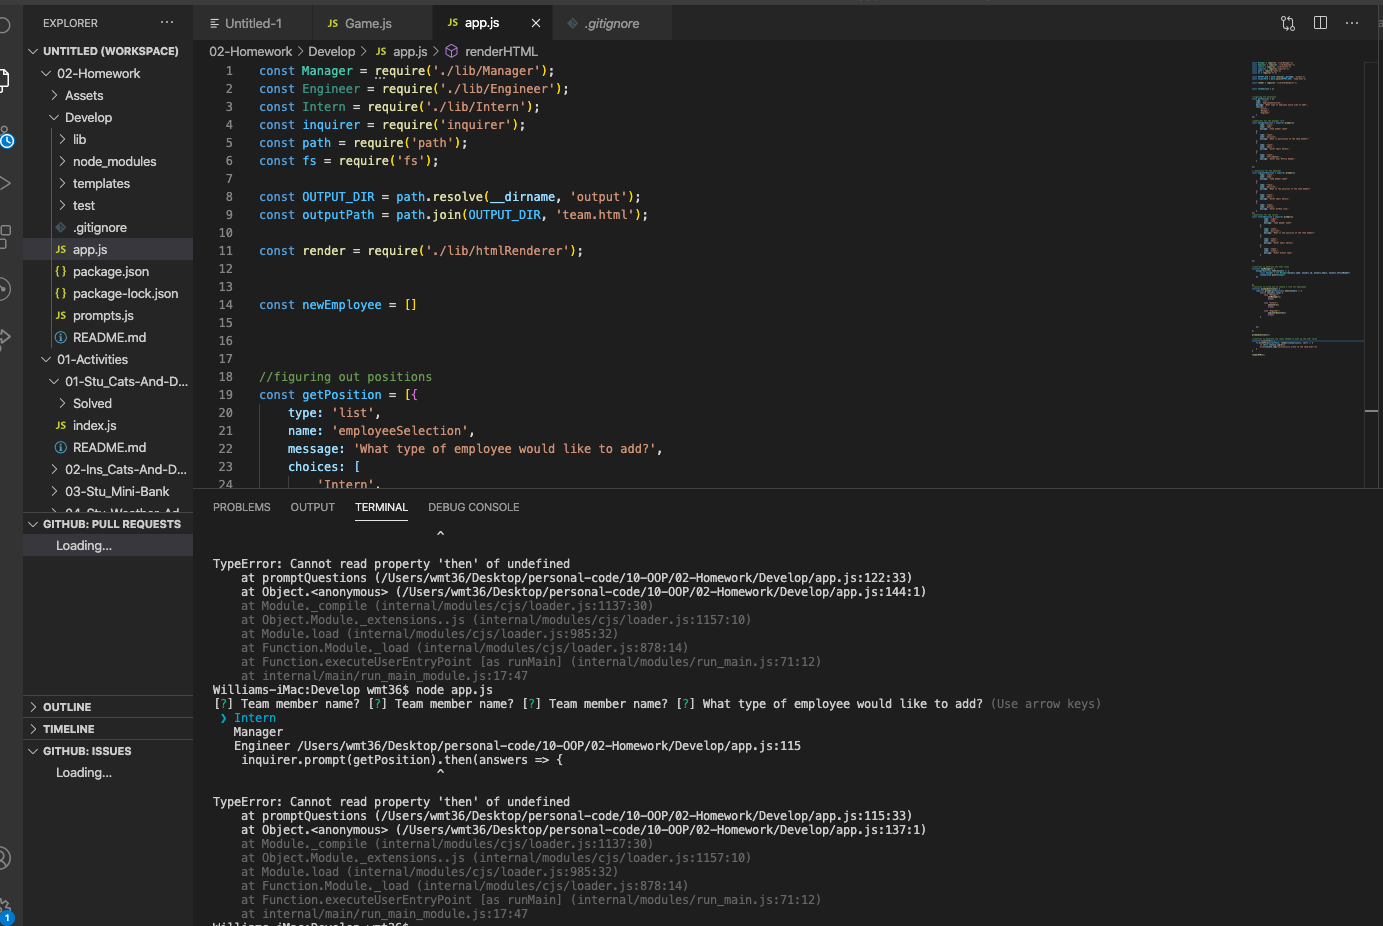 EXPLORER
Untitled-1
JS Game.js
JS app.js
.gitignore
UNTITLED (WORKSPACE)
02-Homework
Assets
Develop
lib
node_modules
templates
test
.gitignore
JS app.js
{} package.json
{} package-lock.json
JS prompts.js
README.md
01-Activities
01-Stu_Cats-And-D...
Solved
JS index.js
README.md
02-Ins_Cats-And-D...
03-Stu_Mini-Bank
04-Stu_Weather-Ad...
GITHUB: PULL REQUESTS
Loading...
OUTLINE
TIMELINE
GITHUB: ISSUES
Loading...
1
02-Homework > Develop > JS app.js > renderHTML
1 const Manager = require('./lib/Manager');
2 const Engineer = require('./lib/Engineer');
3 const Intern = require('./lib/Intern');
4 const inquirer = require('inquirer');
5 const path = require('path');
6 const fs = require('fs');
7
8 const OUTPUT_DIR = path.resolve(__dirname, 'output');
9 const outputPath = path.join(OUTPUT_DIR, 'team.html');
10
11 const render = require('./lib/htmlRenderer');
12
13
14 const newEmployee = []
15
16
17
18 //figuring out positions
19 const getPosition = [{
20 type: 'list',
21 name: 'employeeSelection',
22 message: 'What type of employee would like to add?',
23 choices: [
24 'Intern',
PROBLEMS OUTPUT TERMINAL DEBUG CONSOLE
^
TypeError: Cannot read property 'then' of undefined
at promptQuestions (/Users/wmt36/Desktop/personal-code/10-OOP/02-Homework/Develop/app.js:122:33)
at Object.<anonymous> (/Users/wmt36/Desktop/personal-code/10-OOP/02-Homework/Develop/app.js:144:1)
at Module._compile (internal/modules/cjs/loader.js:1137:30)
at Object.Module._extensions..js (internal/modules/cjs/loader.js:1157:10)
at Module.load (internal/modules/cjs/loader.js:985:32)
at Function.Module._load (internal/modules/cjs/loader.js:878:14)
at Function.executeUserEntryPoint [as runMain] (internal/modules/run_main.js:71:12)
at internal/main/run_main_module.js:17:47
Williams-iMac:Develop wmt36$ node app.js
[?] Team member name? [?] Team member name? [?] Team member name? [?] What type of employee would like to add? (Use arrow keys)
❯ Intern
Manager
Engineer /Users/wmt36/Desktop/personal-code/10-OOP/02-Homework/Develop/app.js:115
inquirer.prompt(getPosition).then(answers => {
^
TypeError: Cannot read property 'then' of undefined
at promptQuestions (/Users/wmt36/Desktop/personal-code/10-OOP/02-Homework/Develop/app.js:115:33)
at Object.<anonymous> (/Users/wmt36/Desktop/personal-code/10-OOP/02-Homework/Develop/app.js:137:1)
at Module._compile (internal/modules/cjs/loader.js:1137:30)
at Object.Module._extensions..js (internal/modules/cjs/loader.js:1157:10)
at Module.load (internal/modules/cjs/loader.js:985:32)
at Function.Module._load (internal/modules/cjs/loader.js:878:14)
at Function.executeUserEntryPoint [as runMain] (internal/modules/run_main.js:71:12)
at internal/main/run_main_module.js:17:47
Williams-iMac:Develop wmt36$